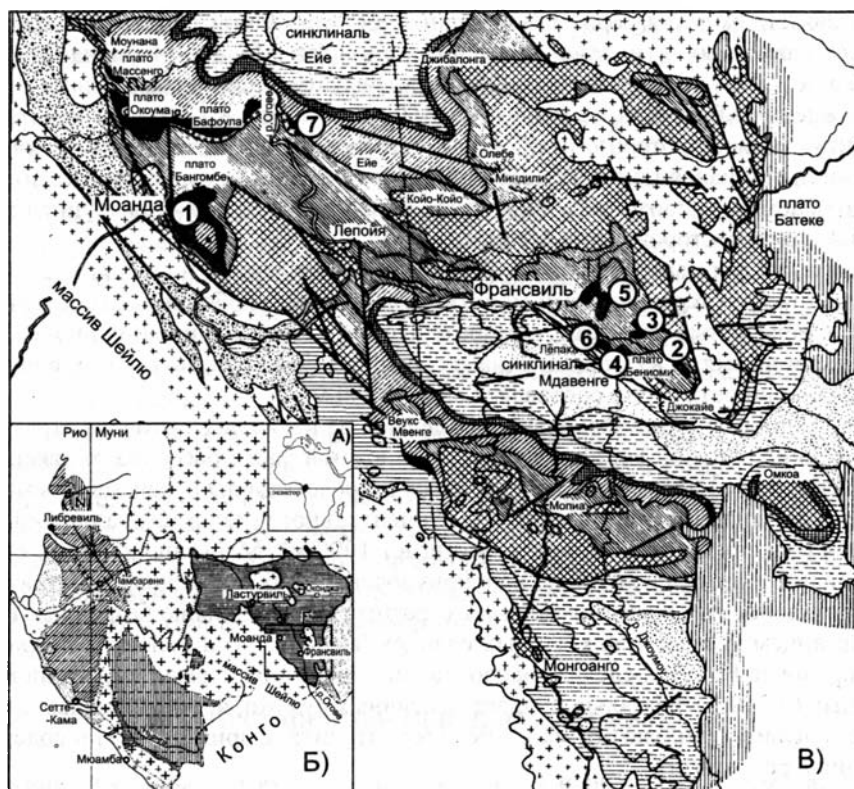 Моунана
плато
Массенго
плато
Окоума
плато
Бафоула
р.Огове
синклиналь
Ейе
Джибалонга
7
Ейе
Олебе
Миндили
Койо-Койо
плато
Бангомбе
Моанда
1
Лепойя
плато
Батеке
массив Шейлю
Франсвиль
5
3
6
2
4
Лепака
плато
Бениоми
синклиналь
Мдавенге
Джокайе
Веукс
Мвенге
Омкоа
Мопиа
Монгоанго
В)
А)
экватор
Рио Муни
Либревиль
Ламбарене
Ластурвиль
Моанда
Франсвиль
массив Шейлю
р.Огове
Сетте
-Кама
Конго
Б)